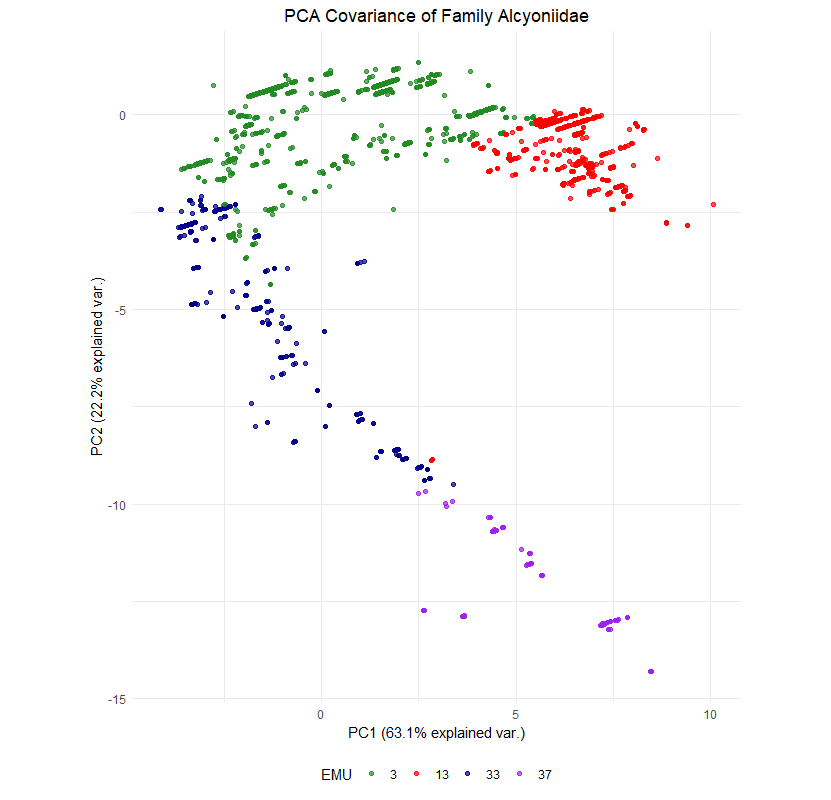 PCA Covariance of Family Alcyoniidae
0
-5
-10
-15
PC2 (22.2% explained var.)
0 5 10
PC1 (63.1% explained var.)
EMU 3 13 33 37